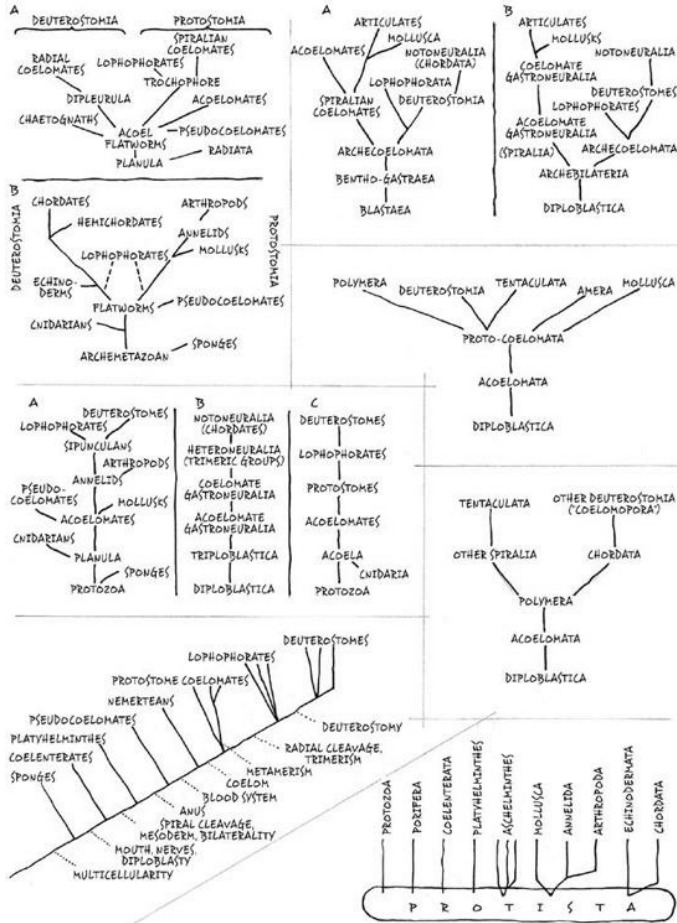 A
DEUTEROSTOMIA
PROTOSTOMIA
SPIRALIAN
COELOMATES
RADIAL
COELOMATES
LOPHOPHORATES
TROCHOPHORE
DIPLEURULA
ACOELOMATES
CHAETOGNATHS
ACOEL
FLATWORMS
PSEUDOCOELOMATES
PLANULA
RADIATA
B
DEUTEROSTOMIA
PROTOSTOMIA
CHORDATES
ARTHROPODS
HEMICHORDATES
ANNELIDS
LOPHOPHORATES
MOLLUSKS
ECHINO-
DERMS
FLATWORMS
PSEUDOCOELOMATES
CNIDARIANS
ARCHEMETAZOAN
SPONGES
A
ARTICULATES
MOLLUSCA
ACOELOMATES
NOTONEURALIA
(CHORDATA)
LOPHOPHORATA
SPIRALIAN
COELOMATES
DEUTEROSTOMIA
ARCHECOELOMATA
BENTHO-GASTRAEA
BLASTAEA
B
ARTICULATES
MOLLUSKS
NOTONEURALIA
COELOMATE
GASTRONEURALIA
DEUTEROSTOMES
LOPHOPHORATES
ACOELOMATE
GASTRONEURALIA
(SPIRALIA)
ARCHECOELOMATA
ARCHEBILATERIA
DIPLOBLASTICA
POLYMERA
DEUTEROSTOMIA
TENTACULATA
AMERA
MOLLUSCA
PROTO-COELOMATA
ACOELOMATA
DIPLOBLASTICA
A
DEUTEROSTOMES
LOPHOPHORATES
SIPUNCULANS
ARTHROPODS
ANNELIDS
PSEUDO-
COELOMATES
MOLLUSKS
ACOELOMATES
CNIDARIANS
PLANULA
SPONGES
PROTOZOA
B
NOTONEURALIA
(CHORDATES)
HETERONEURALIA
(TRIMERIC GROUPS)
COELOMATE
GASTRONEURALIA
ACOELOMATE
GASTRONEURALIA
TRIPLOBLASTICA
DIPLOBLASTICA
C
DEUTEROSTOMES
LOPHOPHORATES
PROTOSTOMES
ACOELOMATES
ACOELA
CNIDARIA
PROTOZOA
TENTACULATA
OTHER DEUTEROSTOMIA
("COELOMOPORA")
OTHER SPIRALIA
CHORDATA
POLYMERA
ACOELOMATA
DIPLOBLASTICA
DEUTEROSTOMES
LOPHOPHORATES
PROTOSTOME COELOMATES
NEMERTEANS
PSEUDOCOELOMATES
PLATYHELMINTHES
COELENTERATES
SPONGES
DEUTEROSTOMY
RADIAL CLEAVAGE,
TRIMERISM
METAMERISM
COELOM
BLOOD SYSTEM
ANUS
SPIRAL CLEAVAGE,
MESODERM, BILATERALITY
MOUTH, NERVES,
DIPLOBLASTY
MULTICELLULARITY
PROTOZOA
PORIFERA
COELENTERATA
PLATYHELMINTHES
ASCHELMINTHES
MOLLUSCA
ANNELIDA
ARTHROPODA
ECHINODERMATA
CHORDATA
PROTISTA